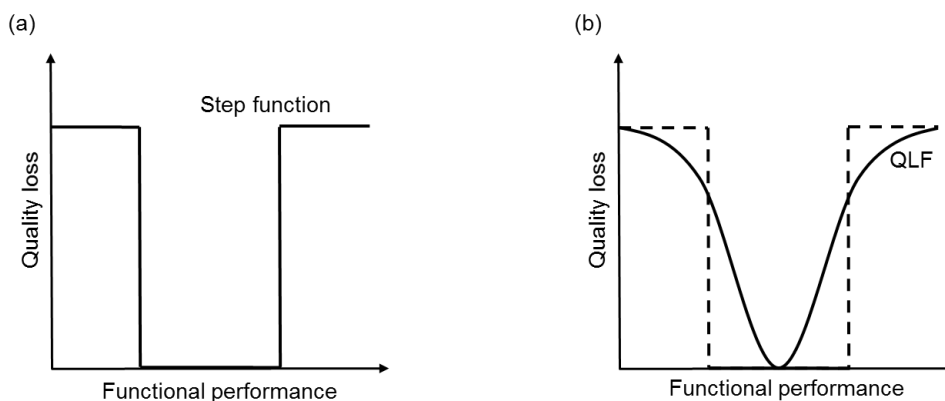 (a)
Step function
Quality loss
Functional performance
(b)
QLF
Quality loss
Functional performance